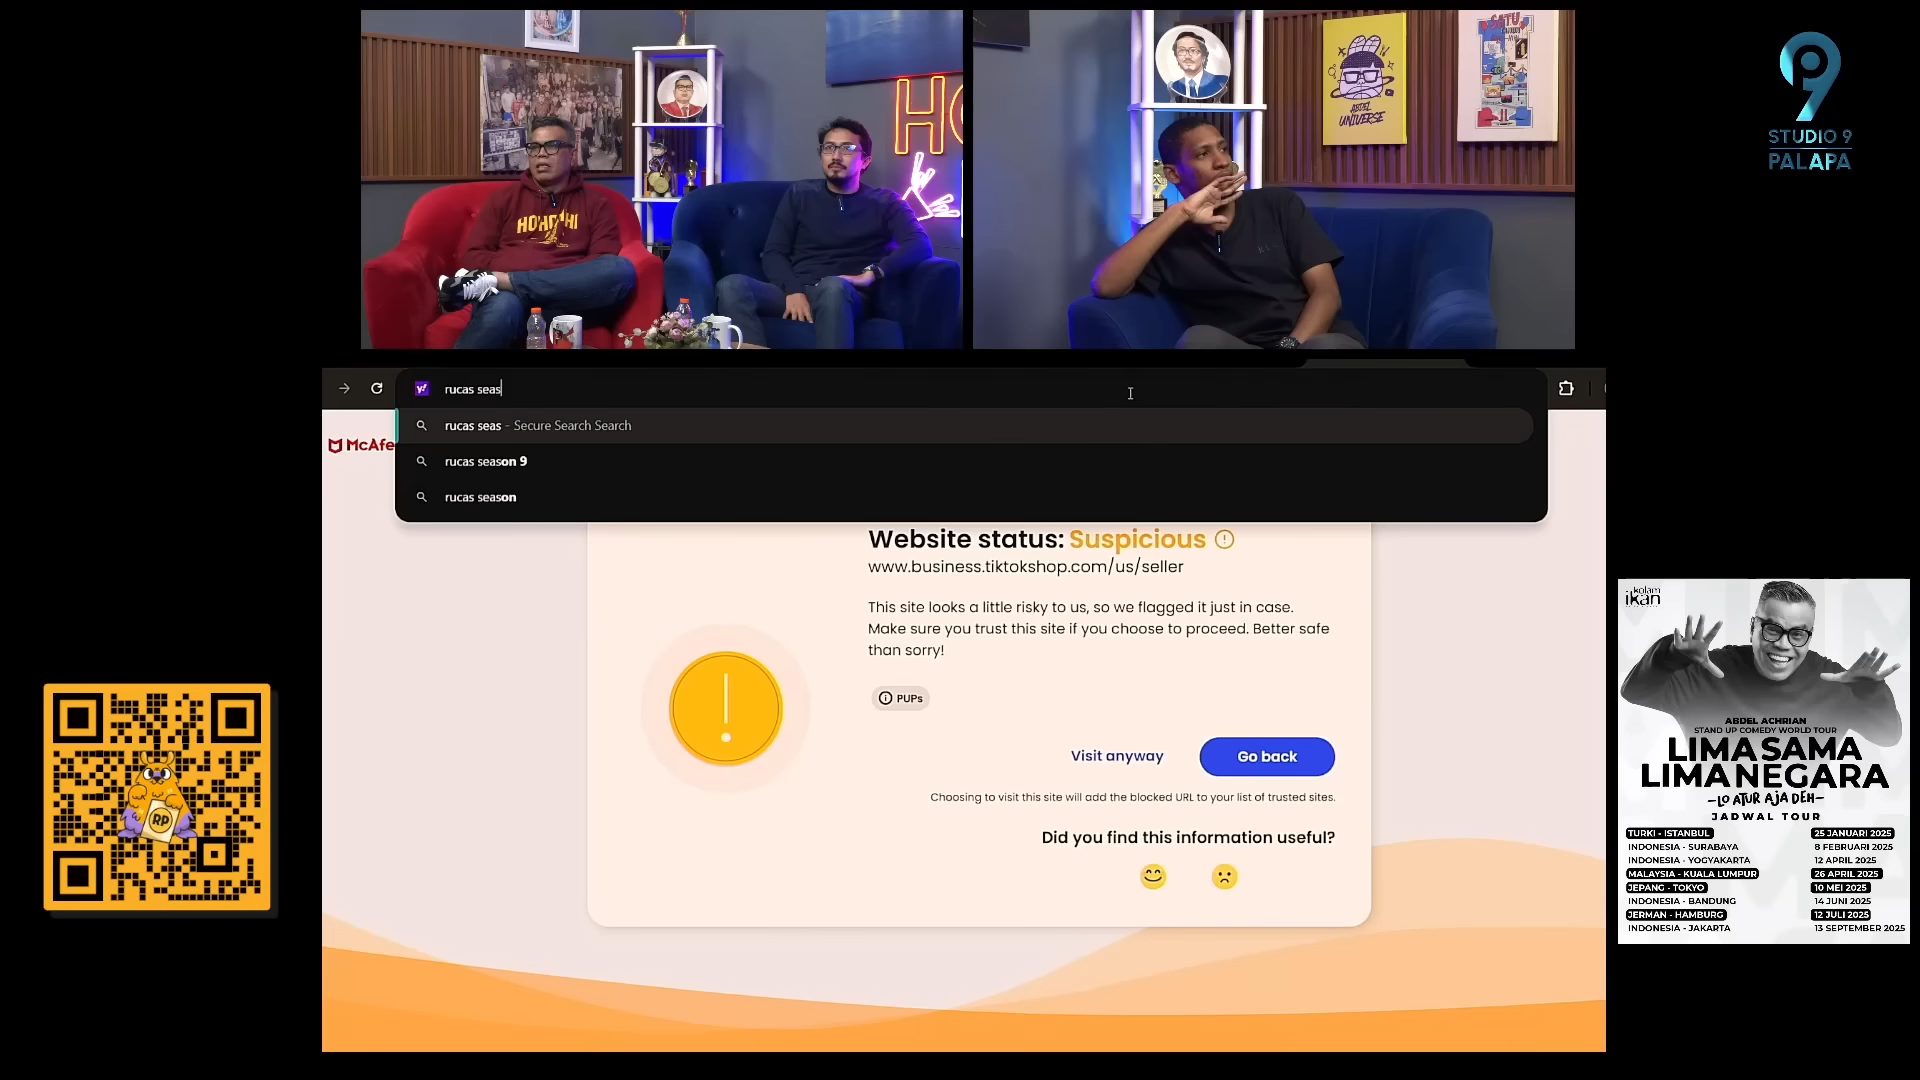 HO
HOHOHIHI
ABDEL
UNIVERSE
SATU
STUDIO 9
PALAPA
rucas seas
rucas seas - Secure Search Search
rucas season 9
rucas season
McAfe
Website status: Suspicious
www.business.tiktokshop.com/us/seller
This site looks a little risky to us, so we flagged it just in case.
Make sure you trust this site if you choose to proceed. Better safe
than sorry!
PUPs
Visit anyway
Go back
Choosing to visit this site will add the blocked URL to your list of trusted sites.
Did you find this information useful?
RP
kolam
ikan
ABDEL ACHRIAN
STAND UP COMEDY WORLD TOUR
LIMA SAMA
LIMA NEGARA
-LO ATUR AJA DEH-
JADWAL TOUR
TURKI - ISTANBUL 25 JANUARI 2025
INDONESIA - SURABAYA 8 FEBRUARI 2025
INDONESIA - YOGYAKARTA 12 APRIL 2025
MALAYSIA - KUALA LUMPUR 26 APRIL 2025
JEPANG - TOKYO 10 MEI 2025
INDONESIA - BANDUNG 14 JUNI 2025
JERMAN - HAMBURG 12 JULI 2025
INDONESIA - JAKARTA 13 SEPTEMBER 2025